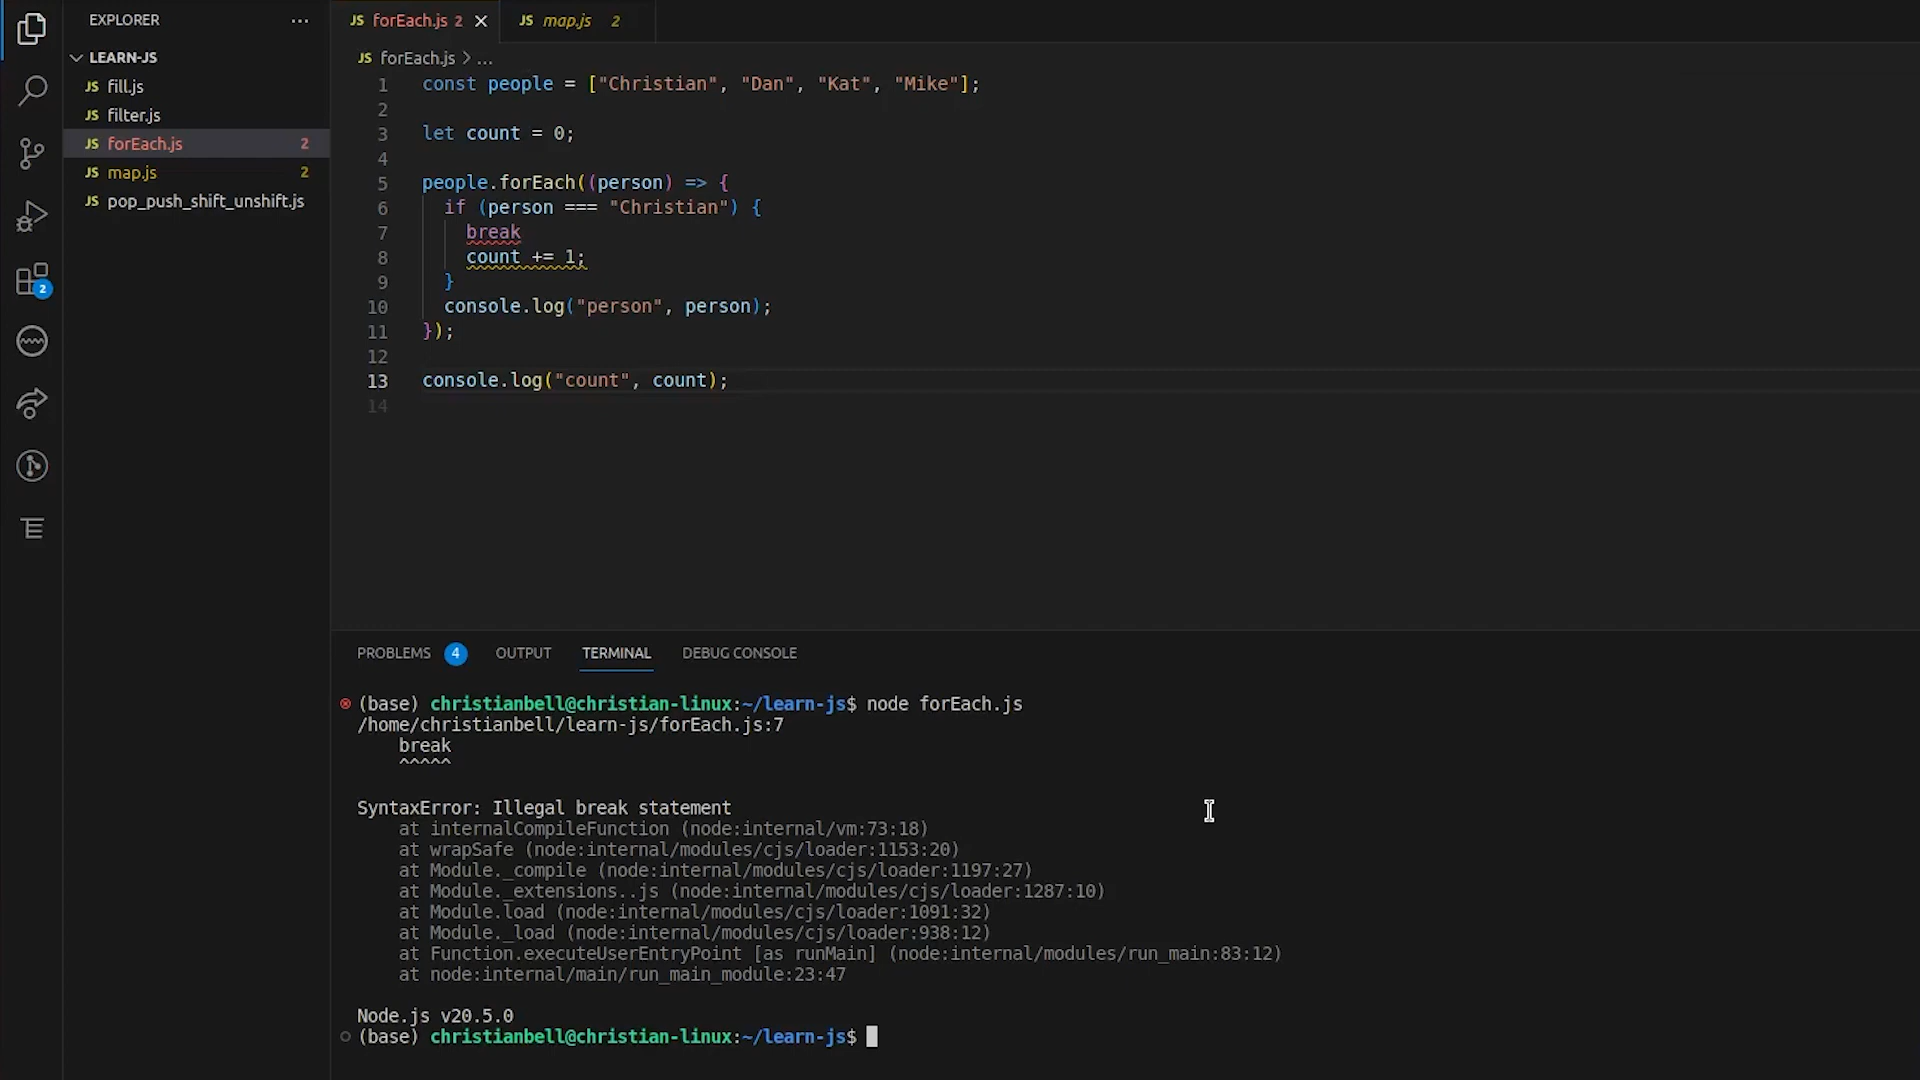 EXPLORER
LEARN-JS
JS fill.js
JS filter.js
JS forEach.js 2
JS map.js 2
JS pop_push_shift_unshift.js
2
JS forEach.js 2
JS map.js 2
JS forEach.js > ...
1 const people = ["Christian", "Dan", "Kat", "Mike"];
2
3 let count = 0;
4
5 people.forEach((person) => {
6 if (person === "Christian") {
7 break
8 count += 1;
9 }
10 console.log("person", person);
11 });
12
13 console.log("count", count);
14
PROBLEMS 4 OUTPUT TERMINAL DEBUG CONSOLE
(base) christianbell@christian-linux:~/learn-js$ node forEach.js
/home/christianbell/learn-js/forEach.js:7
break
^^^^^
SyntaxError: Illegal break statement
at internalCompileFunction (node:internal/vm:73:18)
at wrapSafe (node:internal/modules/cjs/loader:1153:20)
at Module._compile (node:internal/modules/cjs/loader:1197:27)
at Module._extensions..js (node:internal/modules/cjs/loader:1287:10)
at Module.load (node:internal/modules/cjs/loader:1091:32)
at Module._load (node:internal/modules/cjs/loader:938:12)
at Function.executeUserEntryPoint [as runMain] (node:internal/modules/run_main:83:12)
at node:internal/main/run_main_module:23:47
Node.js v20.5.0
(base) christianbell@christian-linux:~/learn-js$